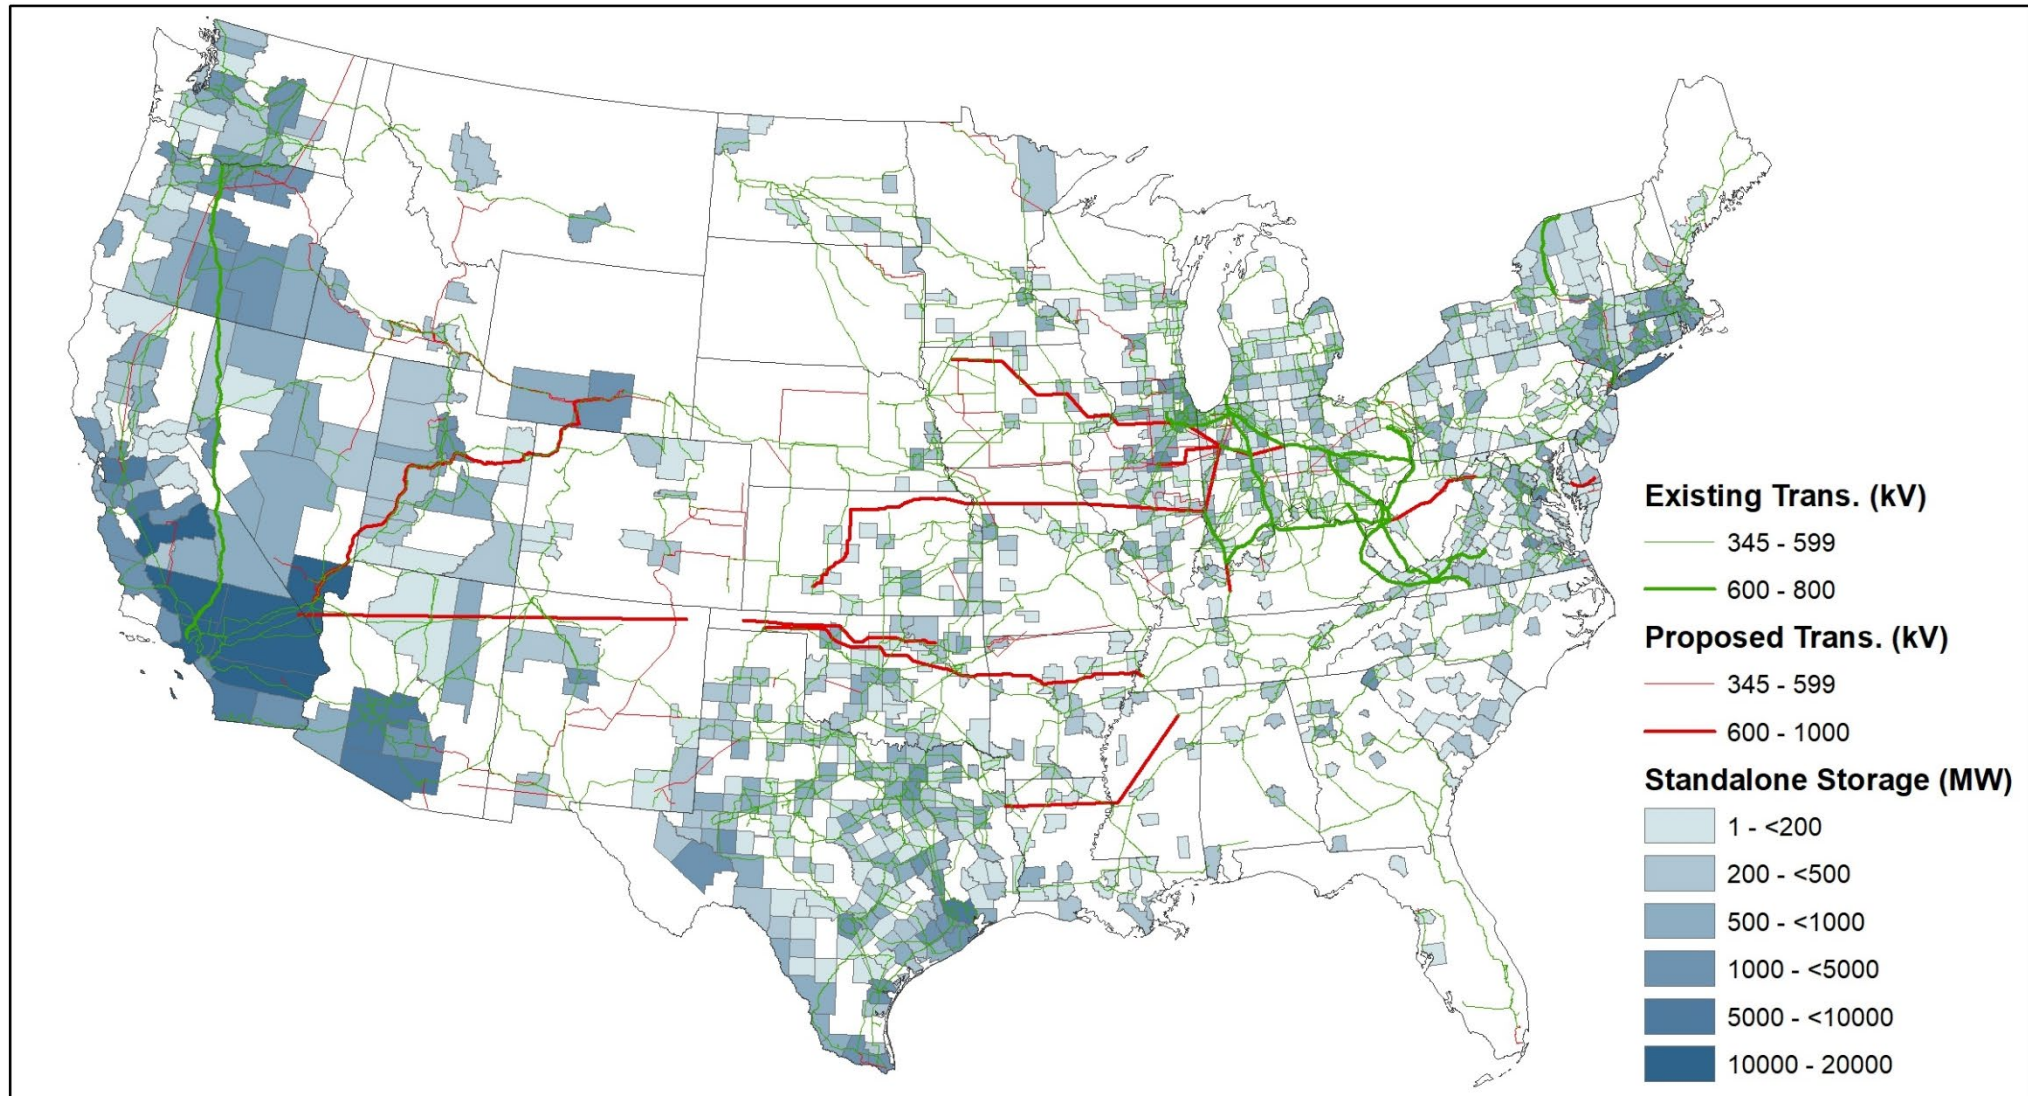 Existing Trans. (kV)
345 - 599
600 - 800
Proposed Trans. (kV)
345 - 599
600 - 1000
Standalone Storage (MW)
1 - <200
200 - <500
500 - <1000
1000 - <5000
5000 - <10000
10000 - 20000